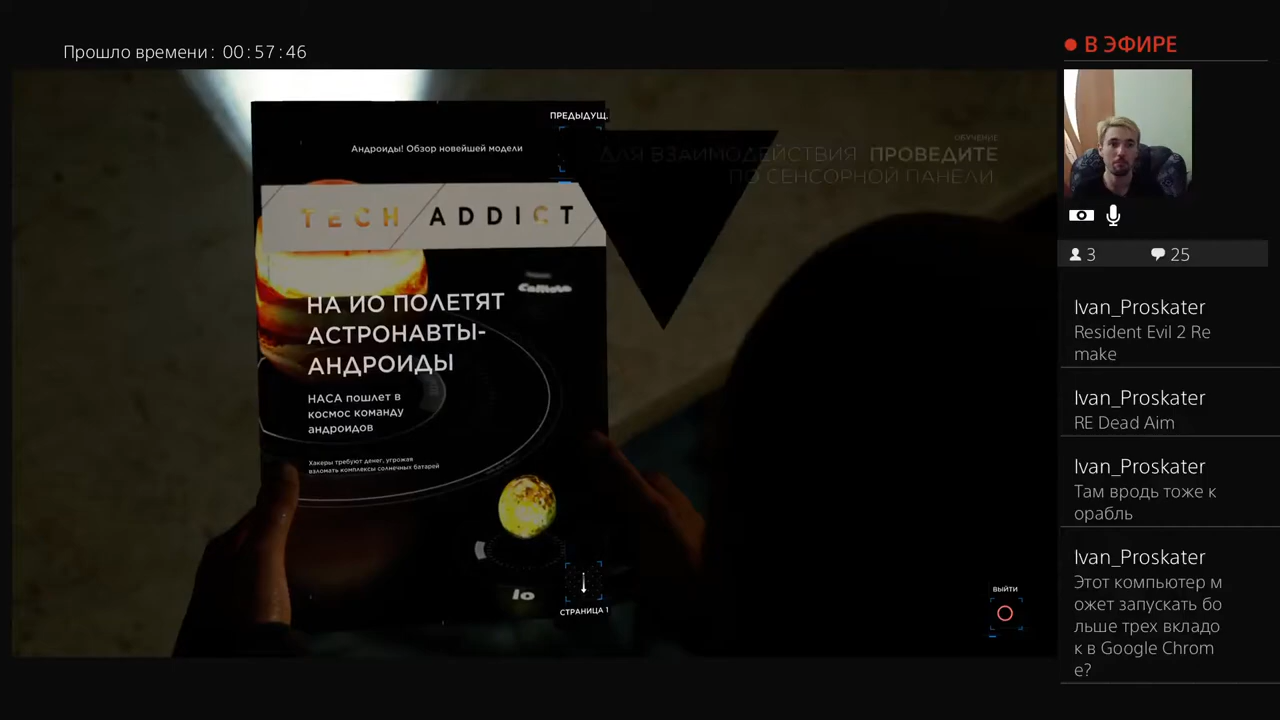 Прошло времени: 00:57:46
В ЭФИРЕ
ПРЕДЫДУЩ.
Андроиды! Обзор новейшей модели
ОБУЧЕНИЕ
ДЛЯ ВЗАИМОДЕЙСТВИЯ ПРОВЕДИТЕ
ПО СЕНСОРНОЙ ПАНЕЛИ.
TECH ADDICT
Callisto
НА ИО ПОЛЕТЯТ
АСТРОНАВТЫ-
АНДРОИДЫ
НАСА пошлет в
космос команду
андроидов
Хакеры требуют денег, угрожая
взломать комплексы солнечных батарей
Io
СТРАНИЦА 1
ВЫЙТИ
3
25
Ivan_Proskater
Resident Evil 2 Re
make
Ivan_Proskater
RE Dead Aim
Ivan_Proskater
Там вродь тоже к
орабль
Ivan_Proskater
Этот компьютер м
ожет запускать бо
льше трех вкладо
к в Google Chrom
e?